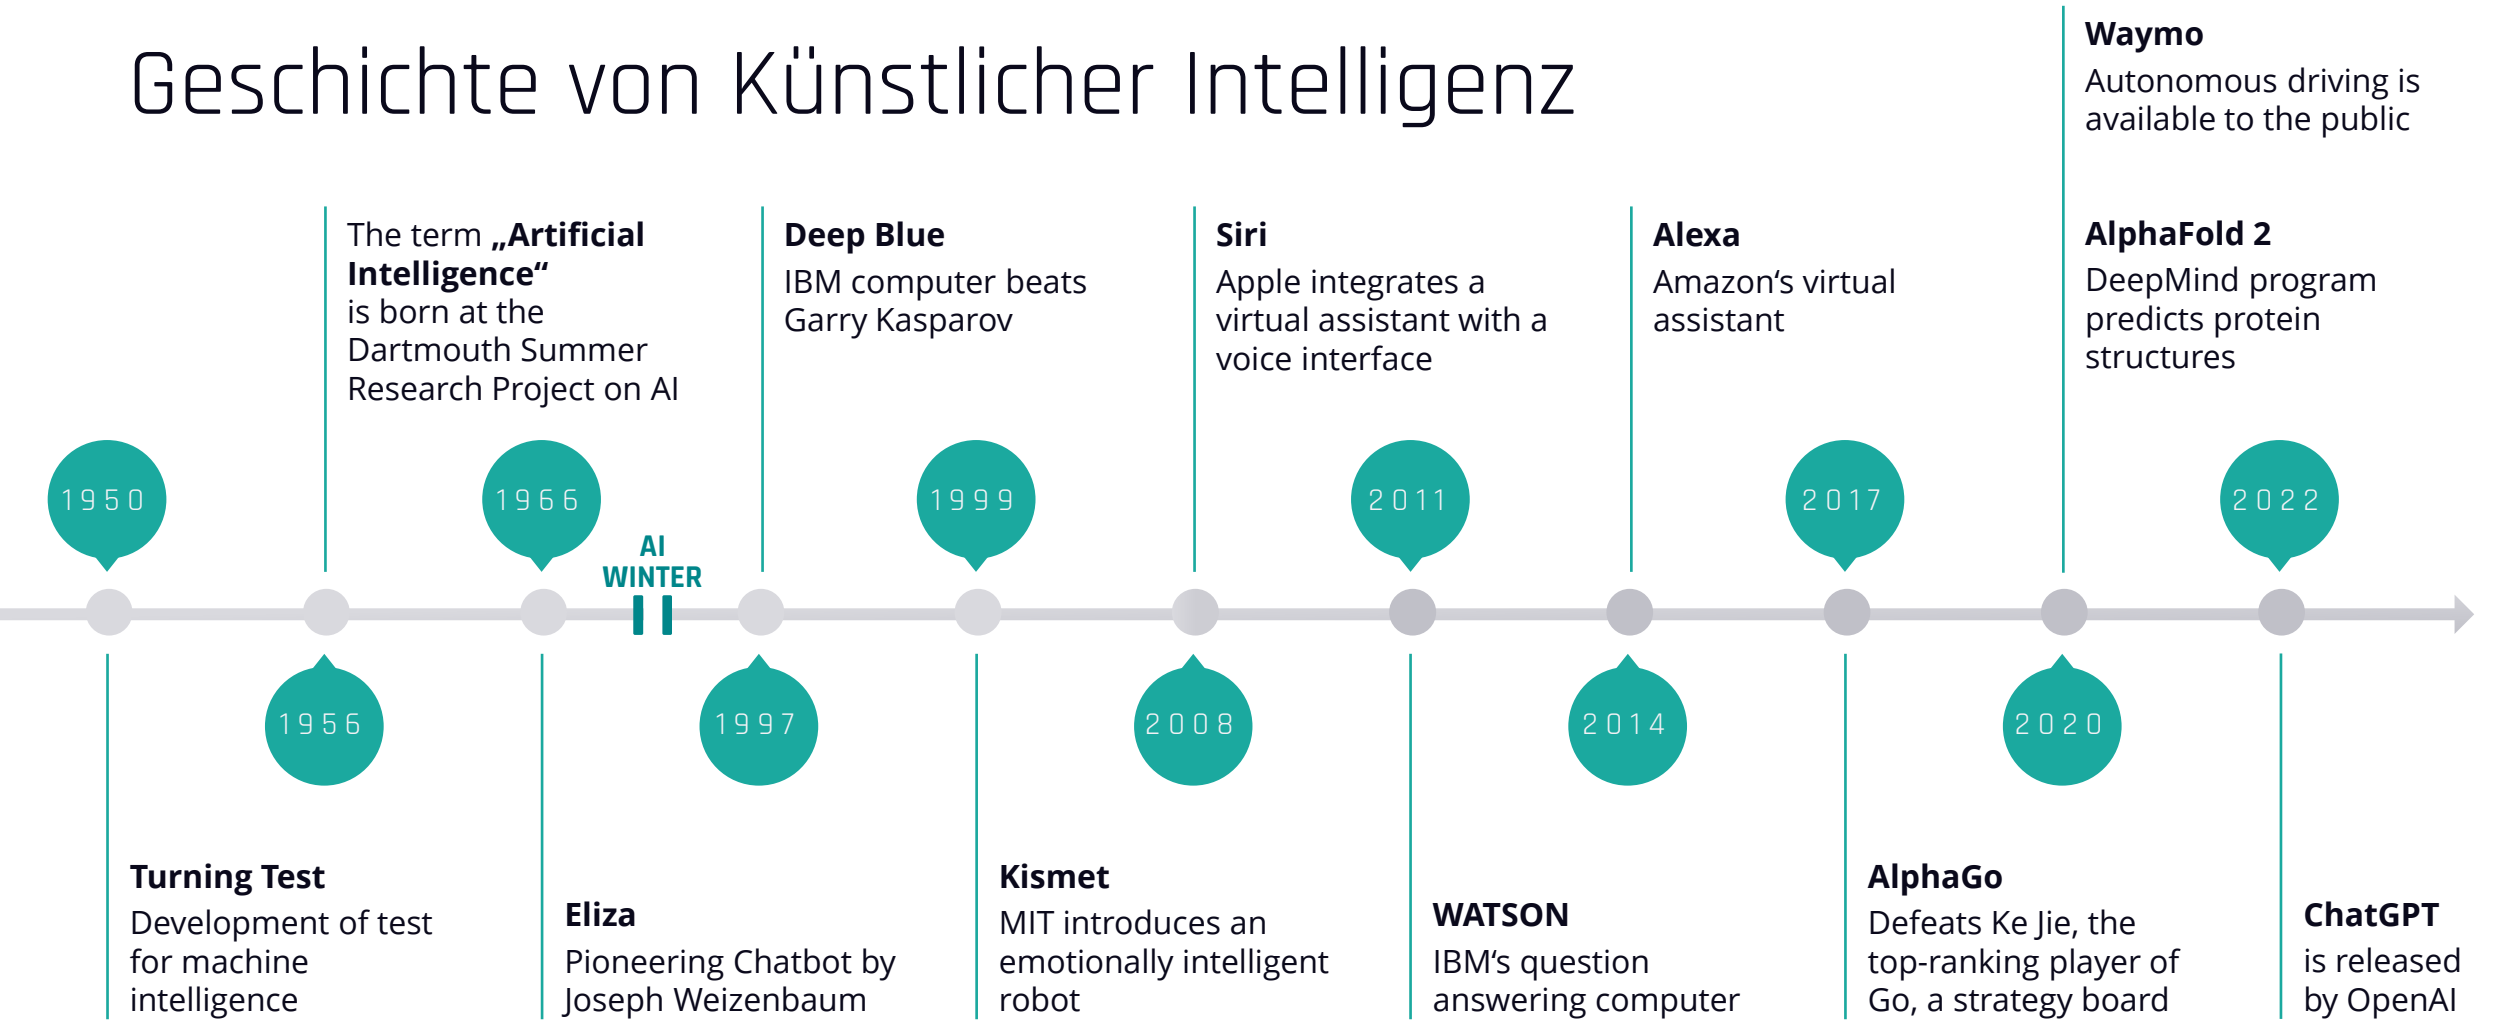 Geschichte von Künstlicher Intelligenz
Waymo
Autonomous driving is
available to the public
The term „Artificial
Intelligence“
is born at the
Dartmouth Summer
Research Project on AI
Deep Blue
IBM computer beats
Garry Kasparov
Siri
Apple integrates a
virtual assistant with a
voice interface
Alexa
Amazon‘s virtual
assistant
AlphaFold 2
DeepMind program
predicts protein
structures
1950
1966
1999
2011
2017
2022
AI
WINTER
1956
1997
2008
2014
2020
Turning Test
Development of test
for machine
intelligence
Eliza
Pioneering Chatbot by
Joseph Weizenbaum
Kismet
MIT introduces an
emotionally intelligent
robot
WATSON
IBM‘s question
answering computer
AlphaGo
Defeats Ke Jie, the
top-ranking player of
Go, a strategy board
ChatGPT
is released
by OpenAI